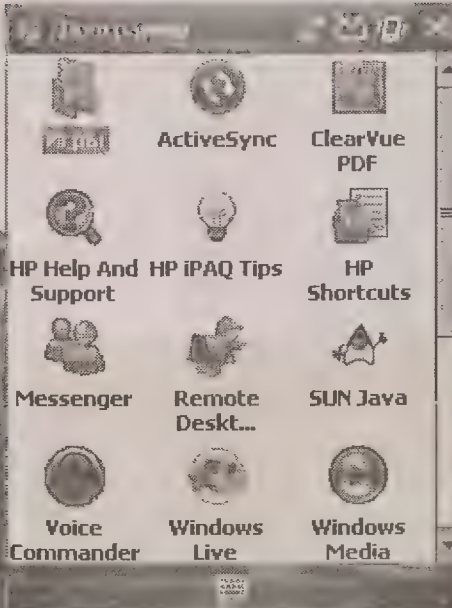 ActiveSync
ClearVue
PDF
HP Help And
Support
HP iPAQ Tips
HP
Shortcuts
Messenger
Remote
Deskt...
SUN Java
Voice
Commander
Windows
Live
Windows
Media